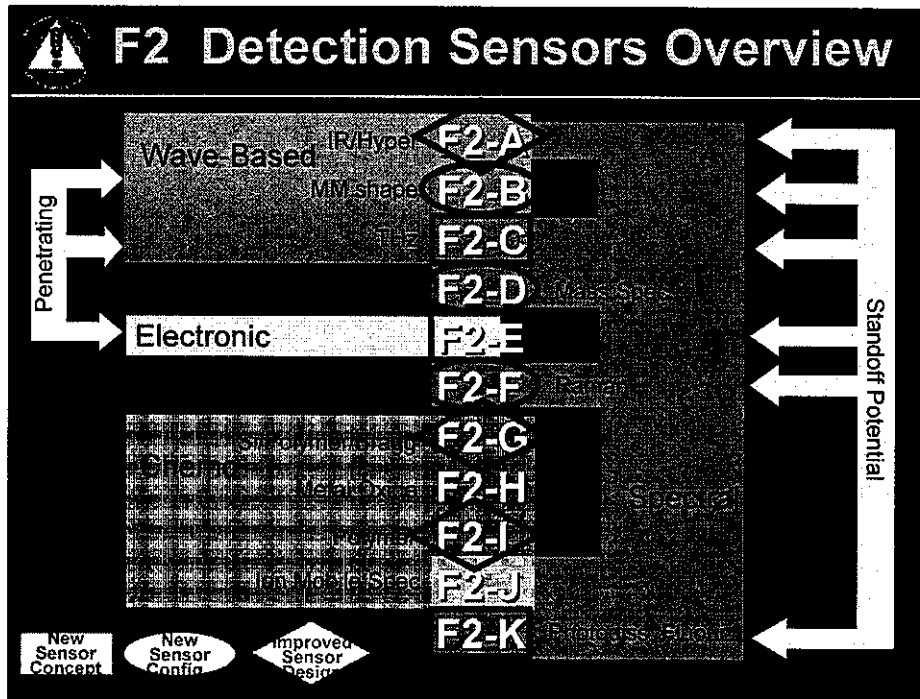 F2 Detection Sensors Overview
Wave Based
IR/Hyper
F2-A
MM shape
F2-B
THz
F2-C
F2-D
Mass Spec
Electronic
F2-E
F2-F
Raman
F2-G
F2-H
Metal Oxide
F2-I
Ion Mobile Spec
F2-J
F2-K
Spectral
Penetrating
Standoff Potential
New
Sensor
Concept
New
Sensor
Config
Improved
Sensor
Design